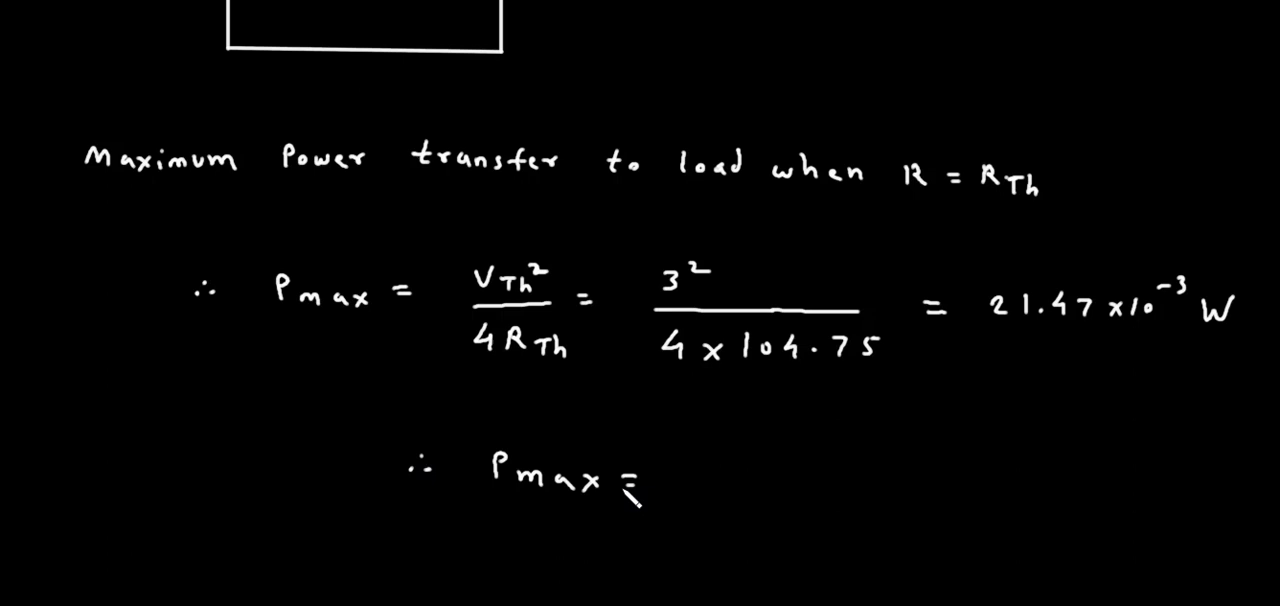 Maximum Power transfer to load when R = RTh
∴ Pmax = VTh² / 4RTh = 3² / 4 × 104.75 = 21.47 × 10⁻³ W
∴ Pmax =